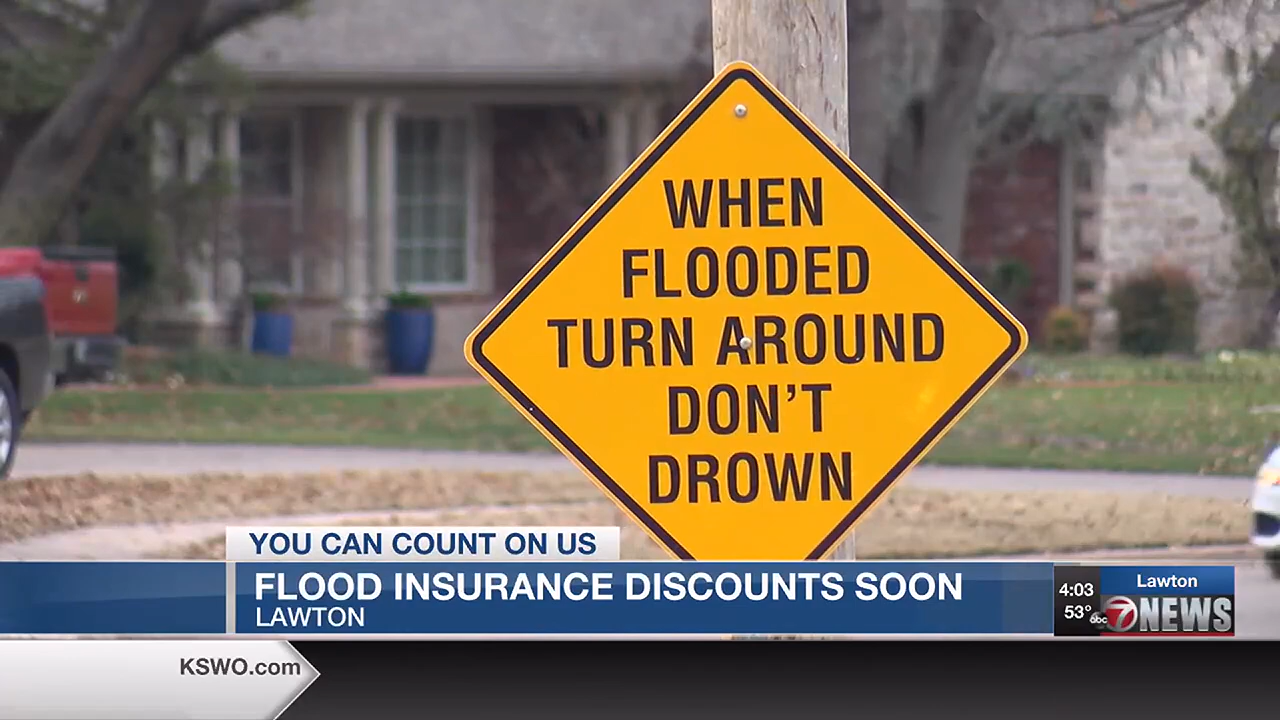 WHEN
FLOODED
TURN AROUND
DON'T
DROWN
YOU CAN COUNT ON US
FLOOD INSURANCE DISCOUNTS SOON
LAWTON
4:03
53°
Lawton
abc 7 NEWS
KSWO.com